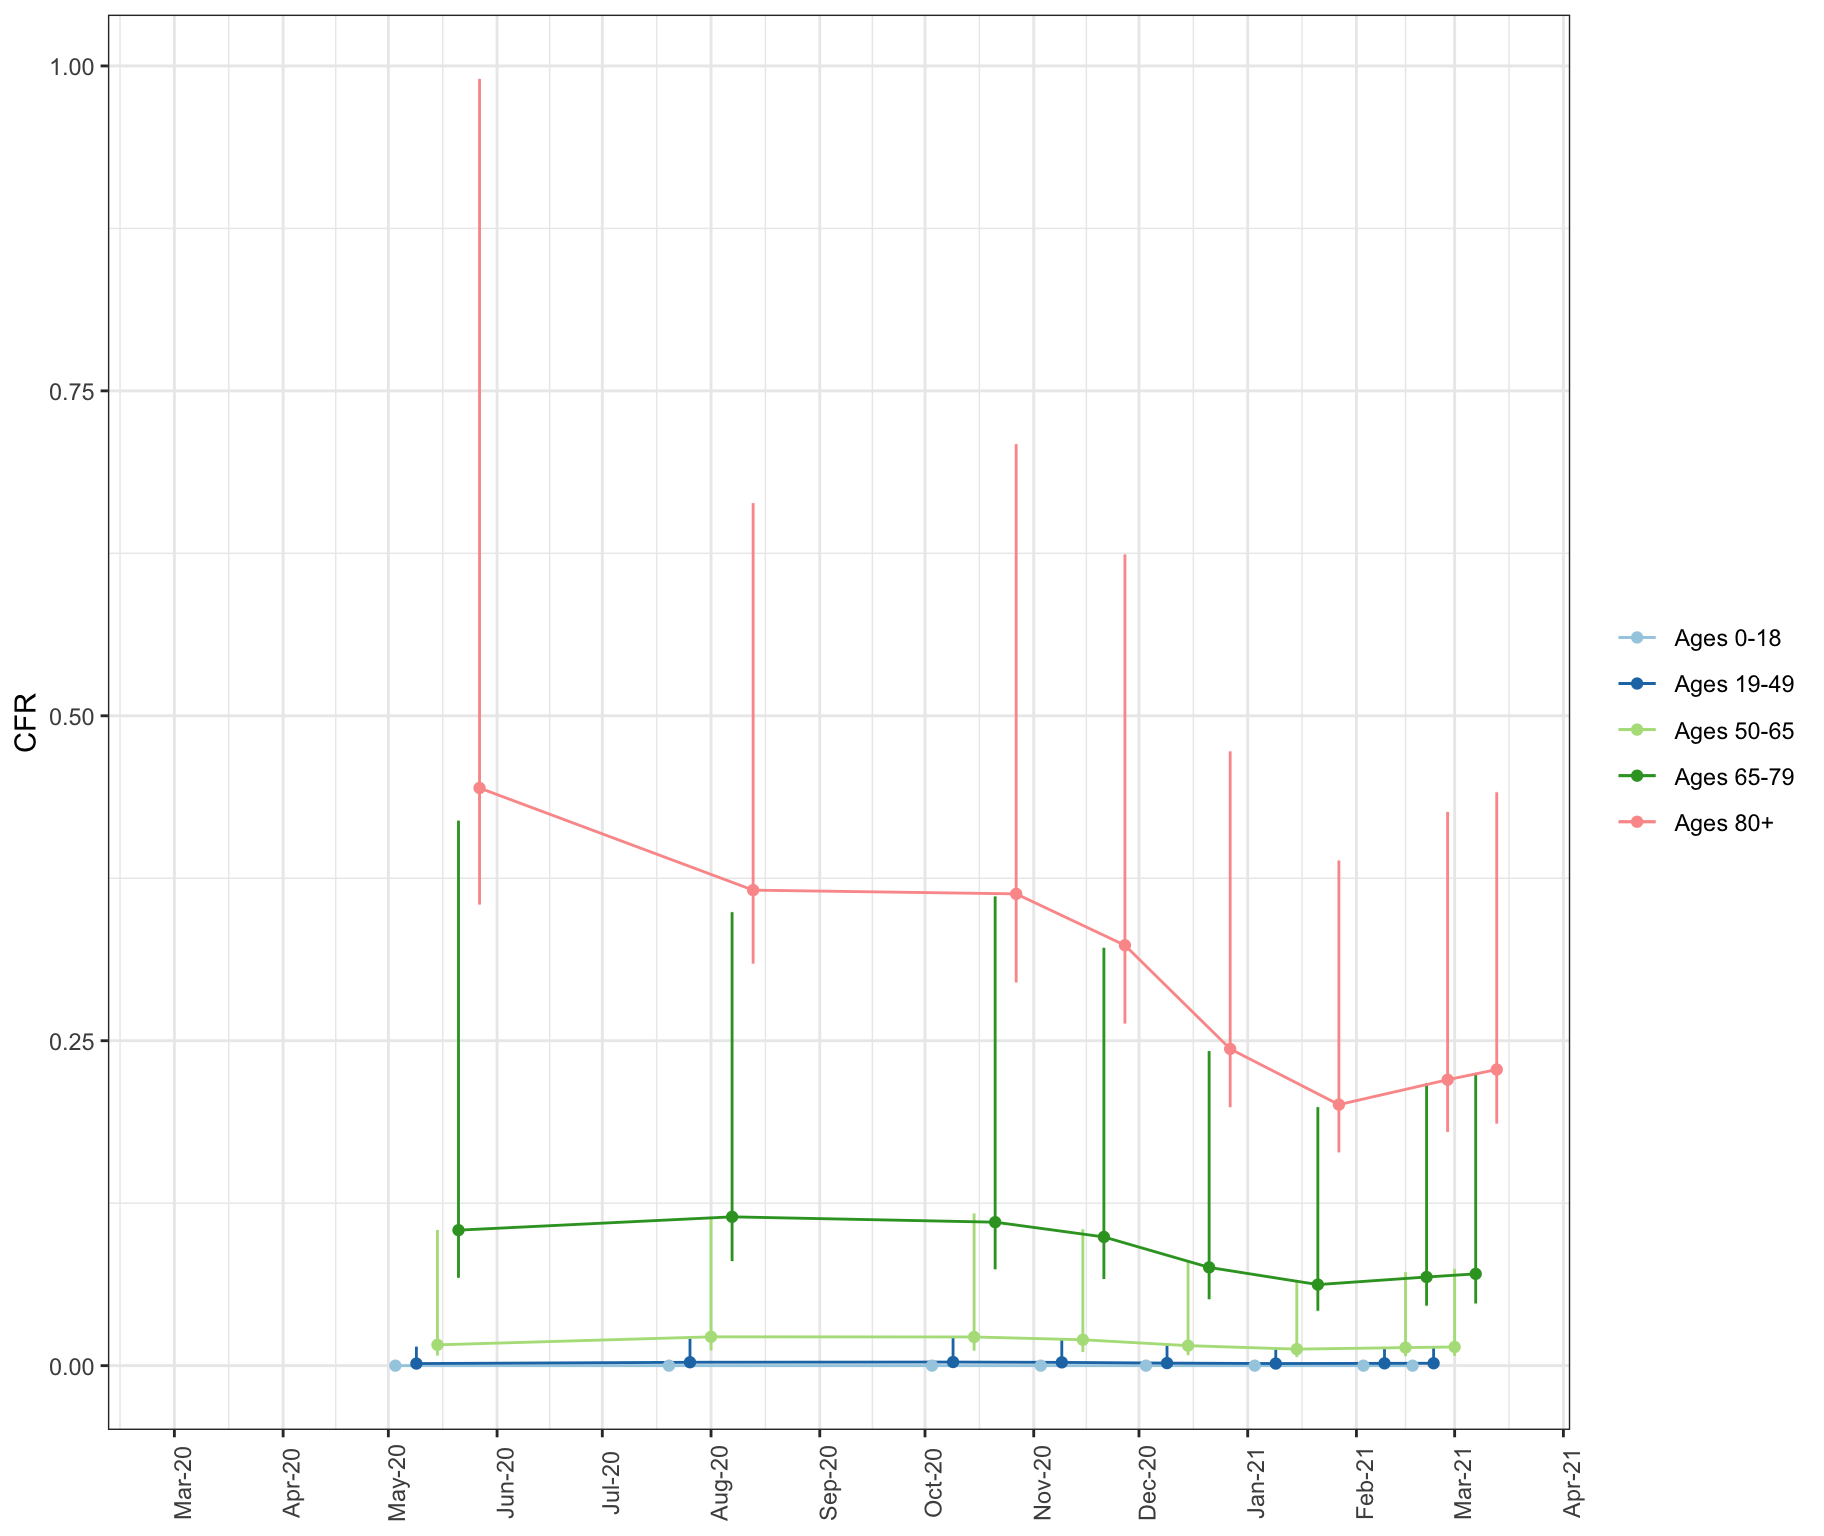 1.00
0.75
0.50
0.25
0.00
CFR
Mar-20
Apr-20
May-20
Jun-20
Jul-20
Aug-20
Sep-20
Oct-20
Nov-20
Dec-20
Jan-21
Feb-21
Mar-21
Apr-21
Ages 0-18
Ages 19-49
Ages 50-65
Ages 65-79
Ages 80+